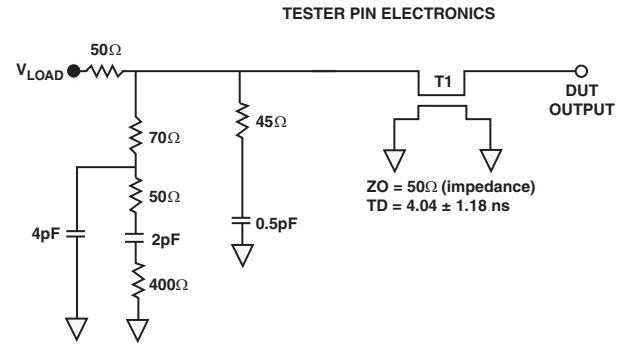 TESTER PIN ELECTRONICS
50Ω
VLOAD
T1
DUT
OUTPUT
45Ω
70Ω
ZO = 50Ω (impedance)
TD = 4.04 ± 1.18 ns
50Ω
0.5pF
4pF
2pF
400Ω